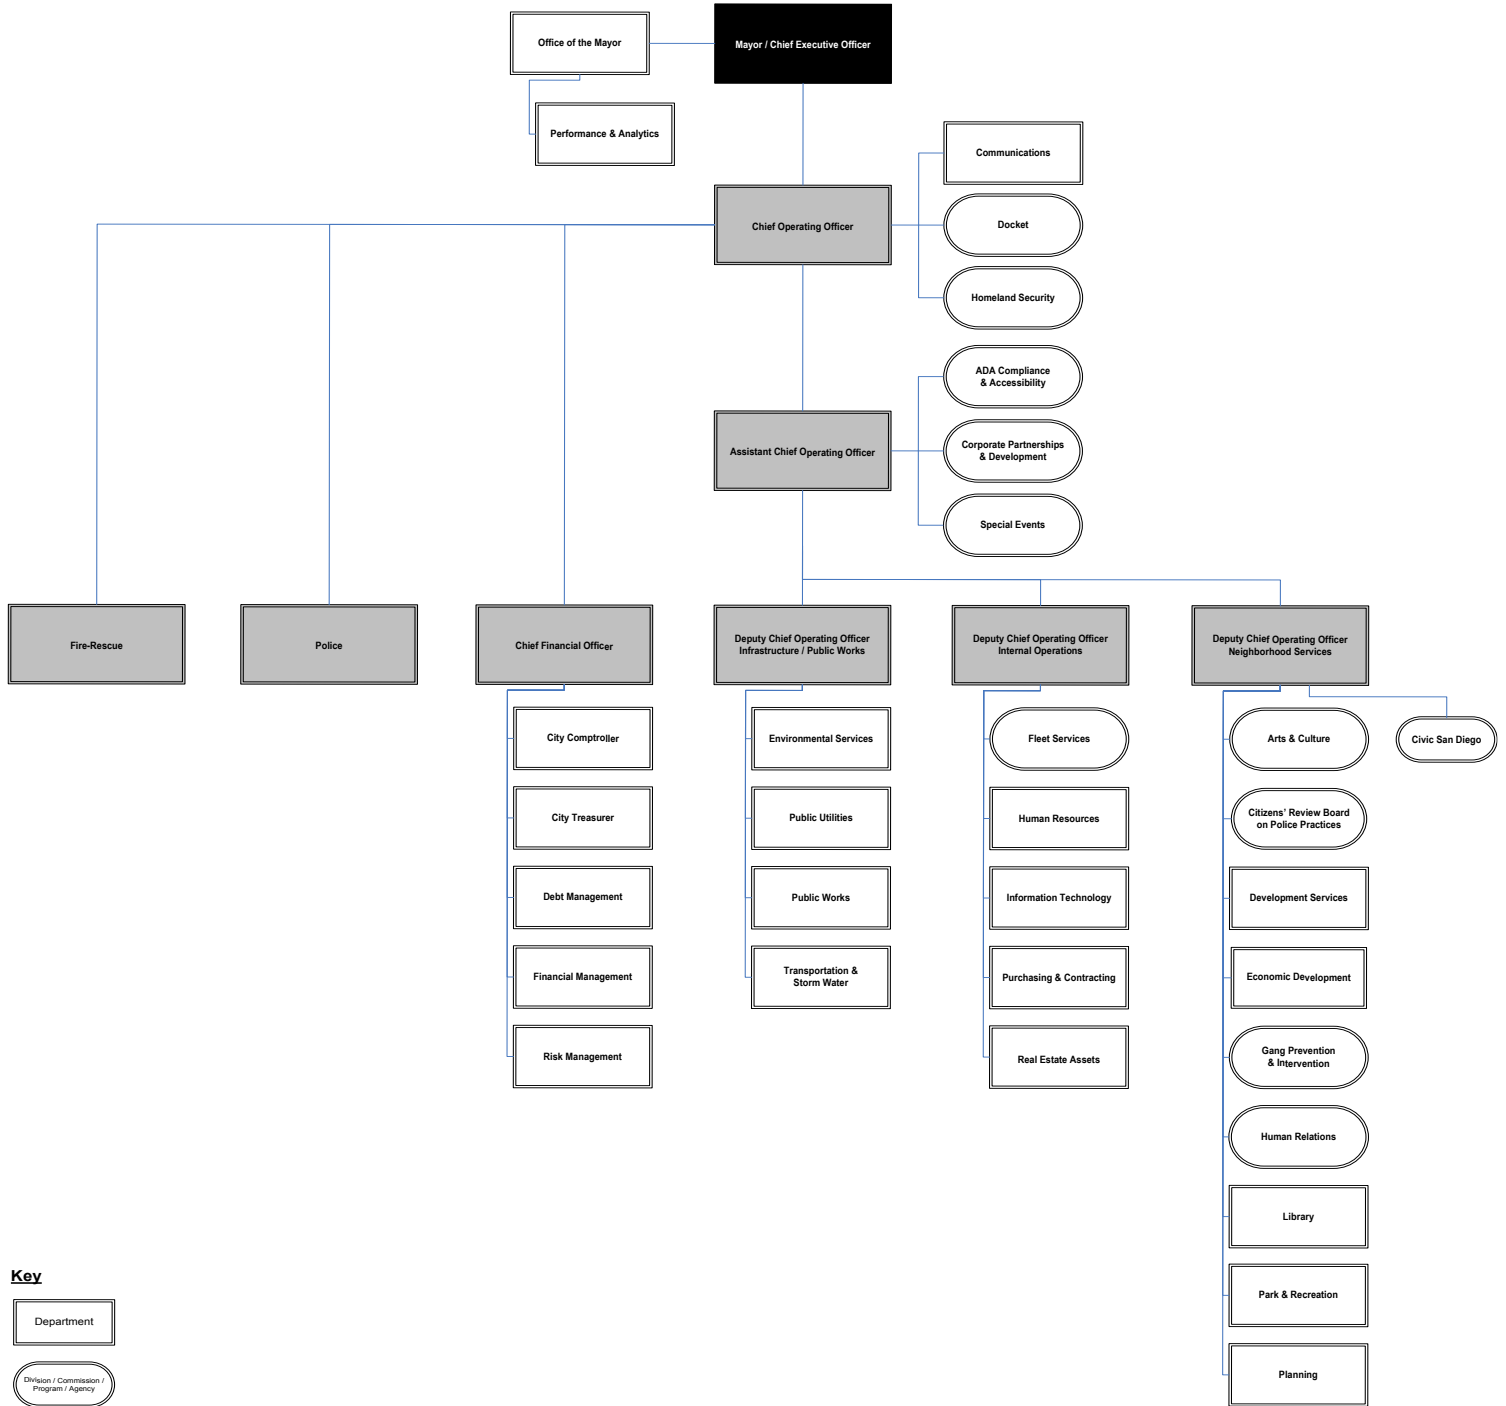 Office of the Mayor
Mayor / Chief Executive Officer
Performance & Analytics
Communications
Chief Operating Officer
Docket
Homeland Security
ADA Compliance
& Accessibility
Assistant Chief Operating Officer
Corporate Partnerships
& Development
Special Events
Fire-Rescue
Police
Chief Financial Officer
Deputy Chief Operating Officer
Infrastructure / Public Works
Deputy Chief Operating Officer
Internal Operations
Deputy Chief Operating Officer
Neighborhood Services
City Comptroller
City Treasurer
Debt Management
Financial Management
Risk Management
Environmental Services
Public Utilities
Public Works
Transportation &
Storm Water
Fleet Services
Human Resources
Information Technology
Purchasing & Contracting
Real Estate Assets
Arts & Culture
Civic San Diego
Citizens’ Review Board
on Police Practices
Development Services
Economic Development
Gang Prevention
& Intervention
Human Relations
Library
Park & Recreation
Planning
Key
Department
Division / Commission /
Program / Agency